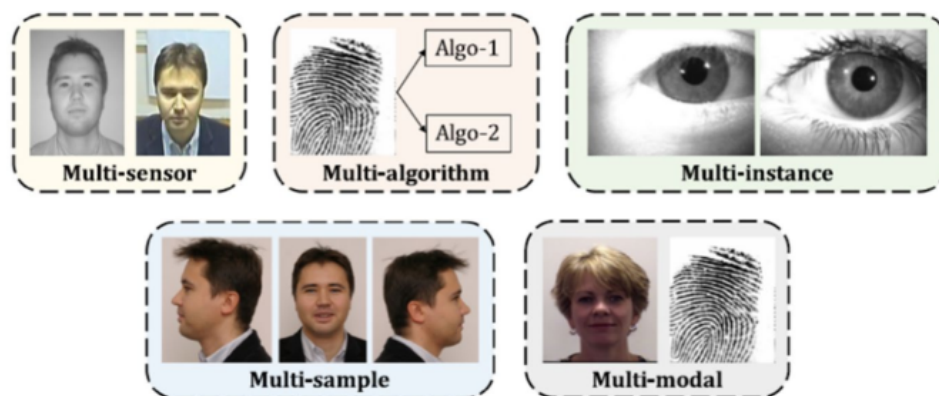 Algo-1
Algo-2
Multi-sensor
Multi-algorithm
Multi-instance
Multi-sample
Multi-modal